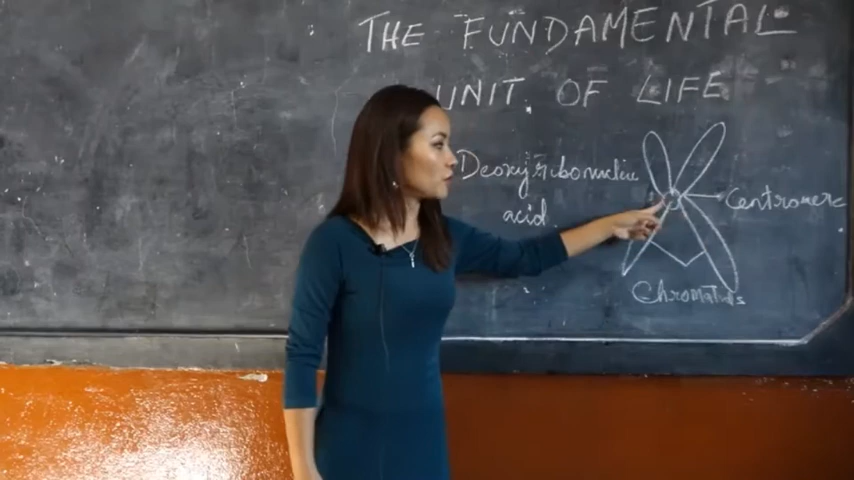 THE FUNDAMENTAL
UNIT OF LIFE
Deoxyribonucleic
acid
Centromere
Chromatids